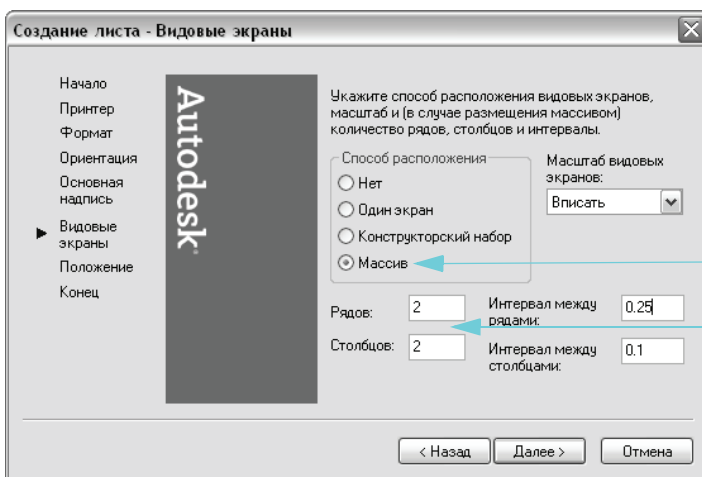 Создание листа - Видовые экраны
Начало
Принтер
Формат
Ориентация
Основная
надпись
Видовые
экраны
Положение
Конец
Autodesk
Укажите способ расположения видовых экранов,
масштаб и (в случае размещения массивом)
количество рядов, столбцов и интервалы.
Способ расположения
Нет
Один экран
Конструкторский набор
Массив
Масштаб видовых
экранов:
Вписать
Рядов: 2
Столбцов: 2
Интервал между
рядами: 0.25
Интервал между
столбцами: 0.1
< Назад
Далее >
Отмена